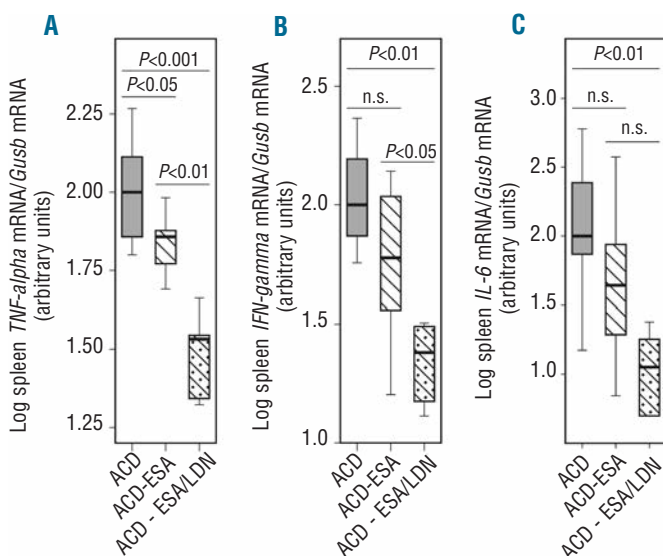 A
Log spleen TNF-alpha mRNA/Gusb mRNA
(arbitrary units)
P<0.001
P<0.05
P<0.01
2.25
2.00
1.75
1.50
1.25
ACD
ACD-ESA
ACD - ESA/LDN
B
Log spleen IFN-gamma mRNA/Gusb mRNA
(arbitrary units)
P<0.01
n.s.
P<0.05
2.5
2.0
1.4
1.0
ACD
ACD-ESA
ACD - ESA/LDN
C
Log spleen IL-6 mRNA/Gusb mRNA
(arbitrary units)
P<0.01
n.s.
n.s.
3.0
2.5
2.0
1.5
1.0
ACD
ACD-ESA
ACD - ESA/LDN